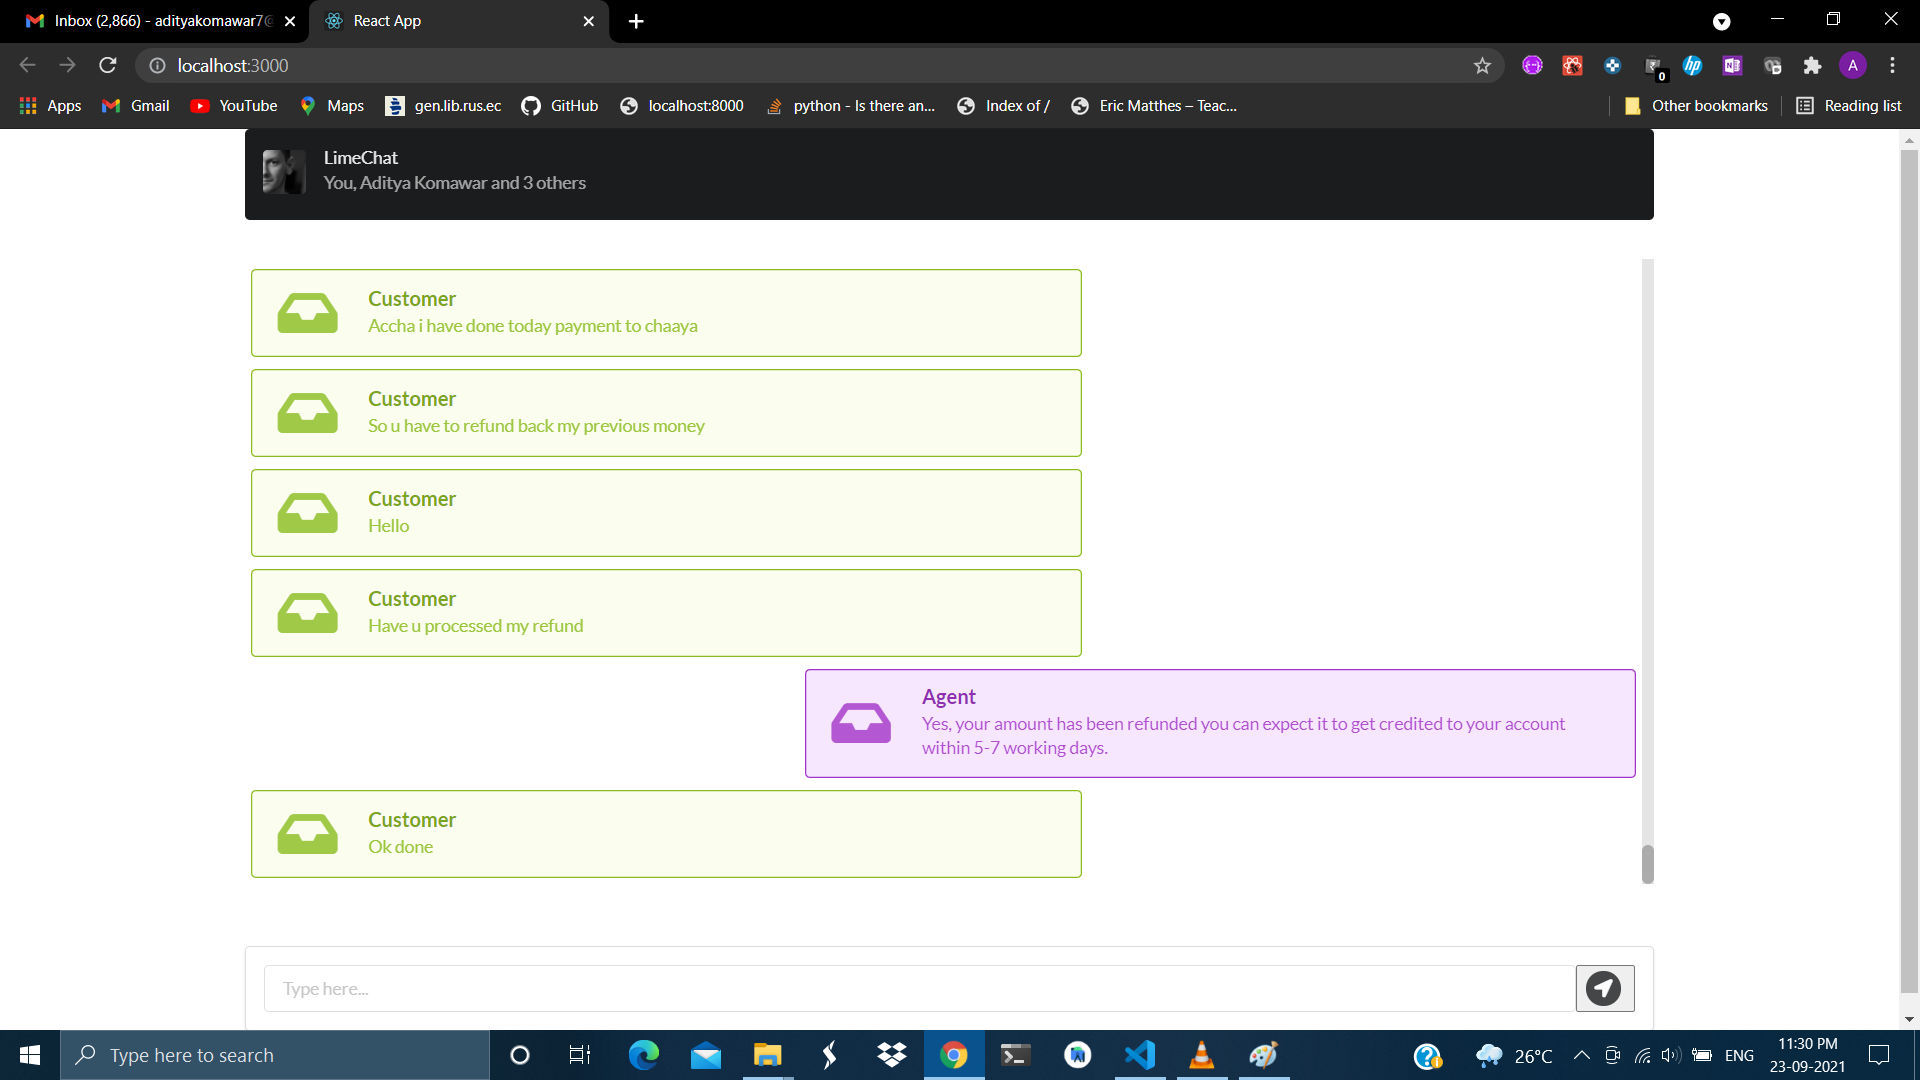 Inbox (2,866) - adityakomawar7@
React App
localhost:3000
0
A
Apps
Gmail
YouTube
Maps
gen.lib.rus.ec
GitHub
localhost:8000
python - Is there an...
Index of /
Eric Matthes – Teac...
Other bookmarks
Reading list
LimeChat
You, Aditya Komawar and 3 others
Customer
Accha i have done today payment to chaaya
Customer
So u have to refund back my previous money
Customer
Hello
Customer
Have u processed my refund
Agent
Yes, your amount has been refunded you can expect it to get credited to your account
within 5-7 working days.
Customer
Ok done
Type here...
Type here to search
26°C
ENG
11:30 PM
23-09-2021